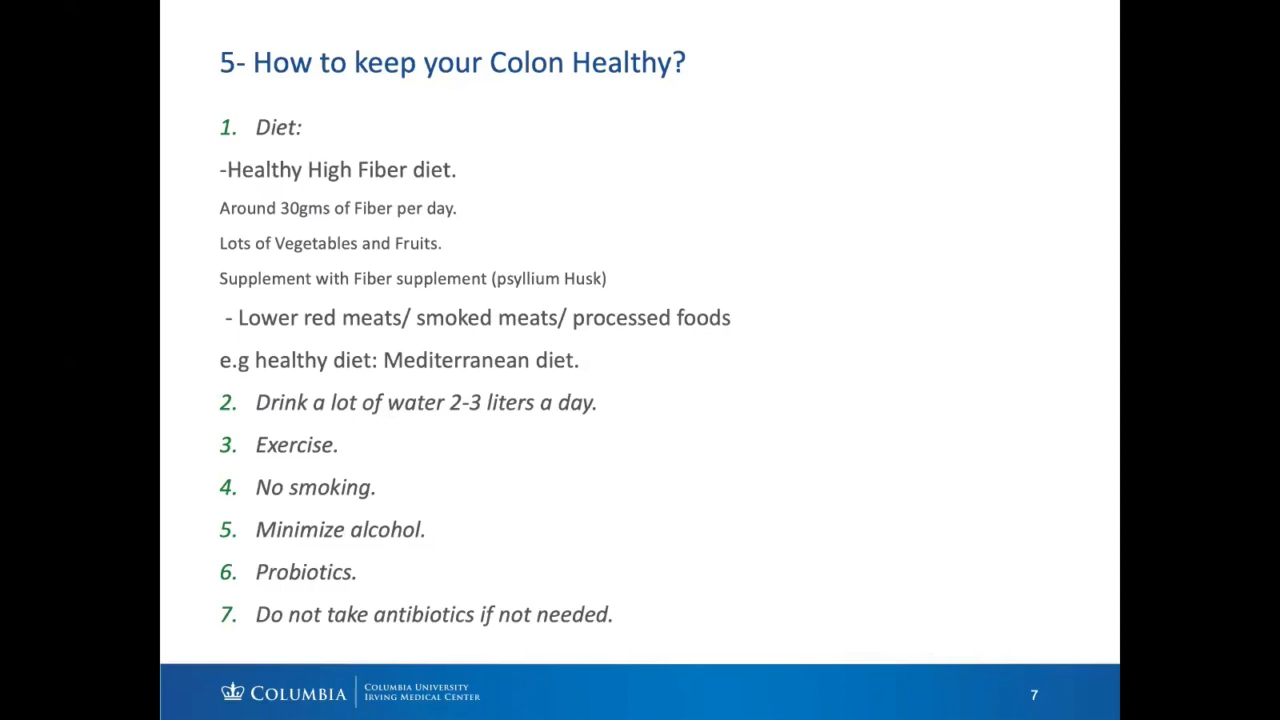 5- How to keep your Colon Healthy?
1. Diet:
-Healthy High Fiber diet.
Around 30gms of Fiber per day.
Lots of Vegetables and Fruits.
Supplement with Fiber supplement (psyllium Husk)
- Lower red meats/ smoked meats/ processed foods
e.g healthy diet: Mediterranean diet.
2. Drink a lot of water 2-3 liters a day.
3. Exercise.
4. No smoking.
5. Minimize alcohol.
6. Probiotics.
7. Do not take antibiotics if not needed.
COLUMBIA
COLUMBIA UNIVERSITY
IRVING MEDICAL CENTER
7